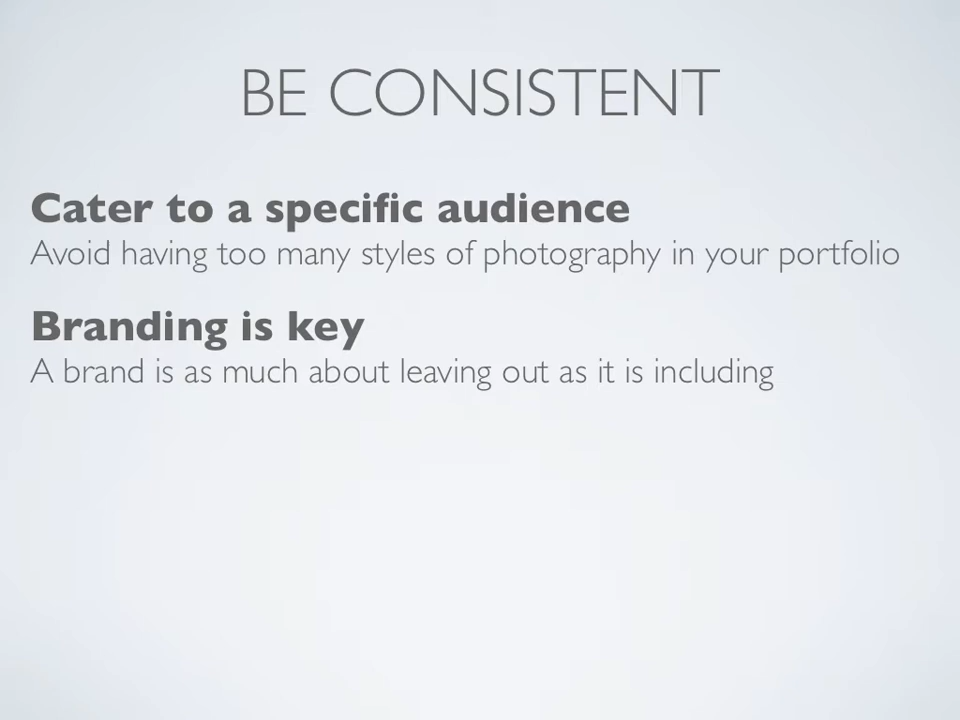 BE CONSISTENT
Cater to a specific audience
Avoid having too many styles of photography in your portfolio
Branding is key
A brand is as much about leaving out as it is including